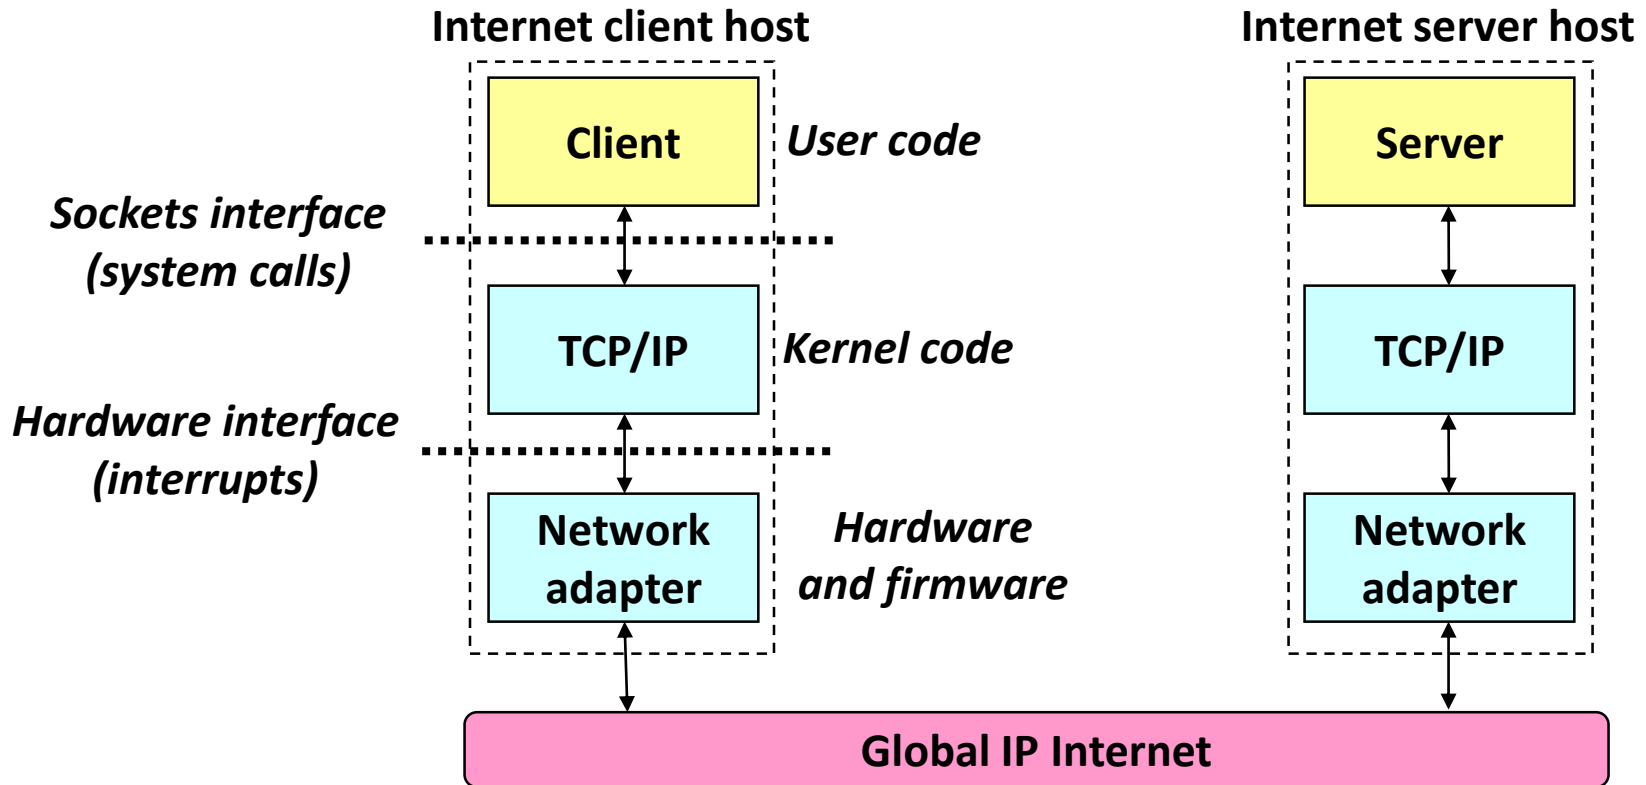 Internet client host
Internet server host
Client
User code
Server
Sockets interface
(system calls)
TCP/IP
Kernel code
TCP/IP
Hardware interface
(interrupts)
Network
adapter
Hardware
and firmware
Network
adapter
Global IP Internet